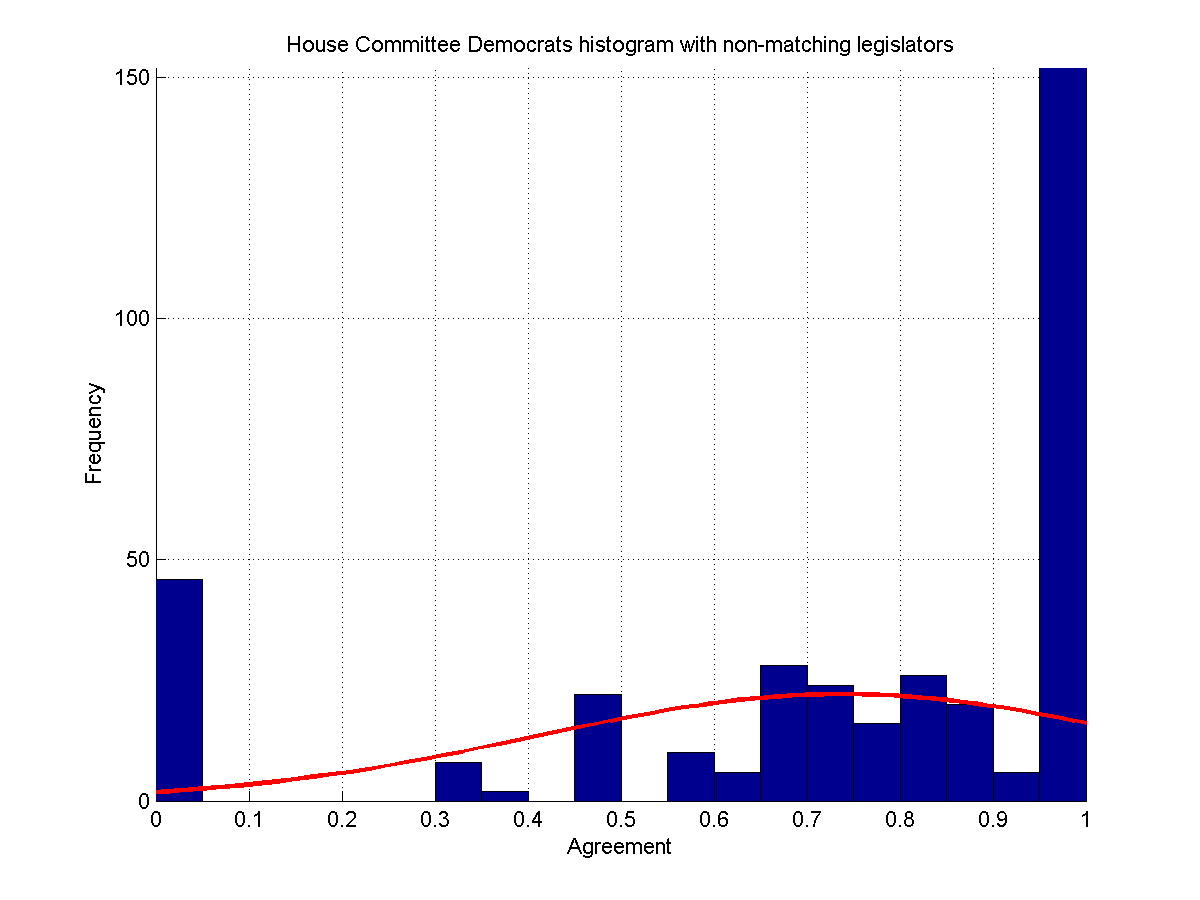 House Committee Democrats histogram with non-matching legislators
150
100
50
0
Frequency
0 0.1 0.2 0.3 0.4 0.5 0.6 0.7 0.8 0.9 1
Agreement